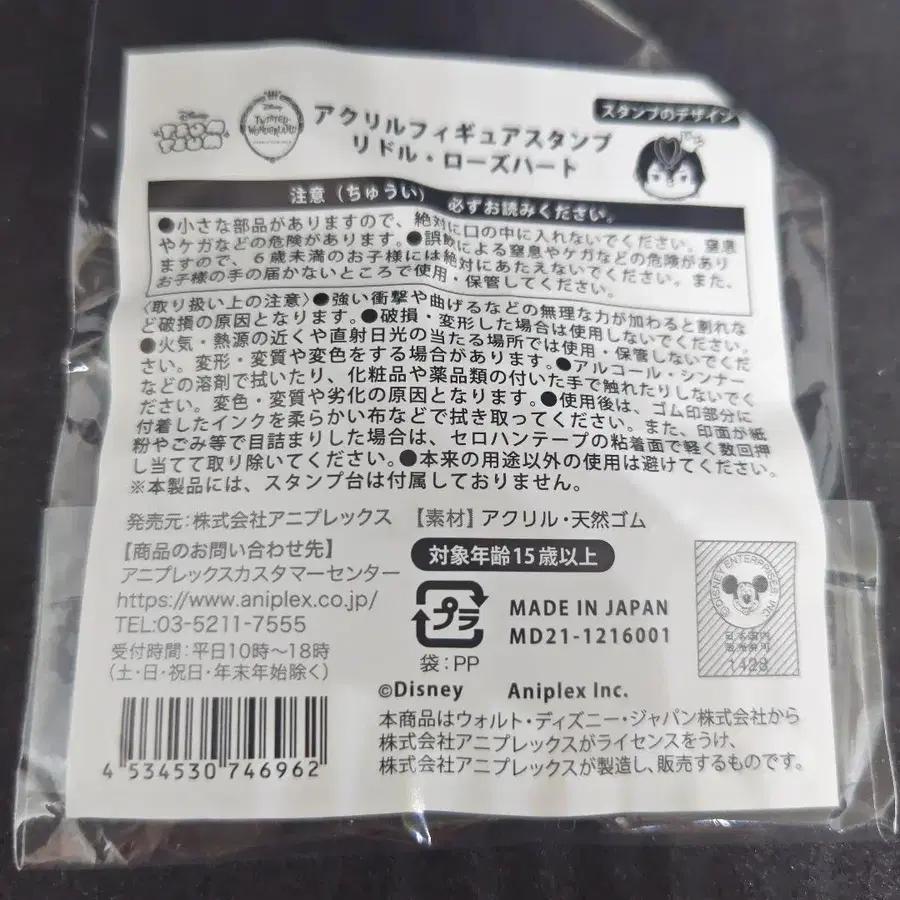 Disney
TSUM TSUM
Disney
TWISTED
WONDERLAND
アクリルフィギュアスタンプ
リドル・ローズハート
スタンプのデザイン
注意（ちゅうい） 必ずお読みください。
●小さな部品がありますので、絶対に口の中に入れないでください。窒息
やケガなどの危険があります。●誤飲による窒息やケガなどの危険があり
ますので、6歳未満のお子様には絶対にあたえないでください。また、
お子様の手の届かないところで使用・保管してください。
〈取り扱い上の注意〉●強い衝撃や曲げるなどの無理な力が加わると割れな
ど破損の原因となります。●破損・変形した場合は使用しないでください。
●火気・熱源の近くや直射日光の当たる場所では使用・保管しないでくだ
さい。変形・変質や変色をする場合があります。●アルコール・シンナー
などの溶剤で拭いたり、化粧品や薬品類の付いた手で触れたりしないでく
ださい。変色・変質や劣化の原因となります。●使用後は、ゴム印部分に
付着したインクを柔らかい布などで拭き取ってください。また、印面が紙
粉やごみ等で目詰まりした場合は、セロハンテープの粘着面で軽く数回押
し当てて取り除いてください。●本来の用途以外の使用は避けてください。
※本製品には、スタンプ台は付属しておりません。
発売元：株式会社アニプレックス 【素材】アクリル・天然ゴム
【商品のお問い合わせ先】
アニプレックスカスタマーセンター
https://www.aniplex.co.jp/
TEL:03-5211-7555
受付時間：平日10時～18時
（土・日・祝日・年末年始除く）
対象年齢15歳以上
プラ
袋：PP
MADE IN JAPAN
MD21-1216001
©DISNEY ENTERPRISES, INC.
日本国内
販売許可
1428
©Disney Aniplex Inc.
本商品はウォルト・ディズニー・ジャパン株式会社から
株式会社アニプレックスがライセンスをうけ、
株式会社アニプレックスが製造し、販売するものです。
4 534530 746962